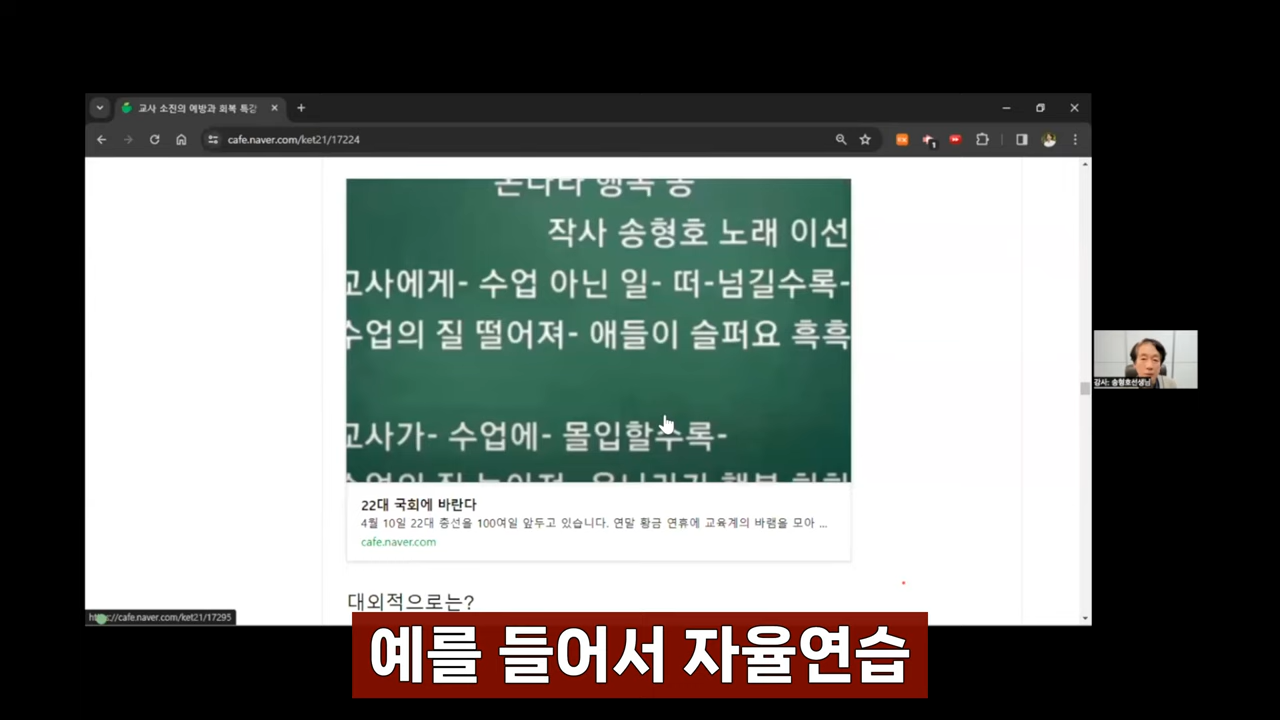 교사 소진의 예방과 회복 특강
cafe.naver.com/ket21/17224
온나라 행복 송
작사 송형호 노래 이선
교사에게- 수업 아닌 일- 떠-넘길수록-
수업의 질 떨어져- 애들이 슬퍼요 흑흑
교사가- 수업에- 몰입할수록-
22대 국회에 바란다
4월 10일 22대 총선을 100여일 앞두고 있습니다. 연말 황금 연휴에 교육계의 바램을 모아 ...
cafe.naver.com
대외적으로는?
강사: 송형호선생님
cafe.naver.com/ket21/17295
예를 들어서 자율연습